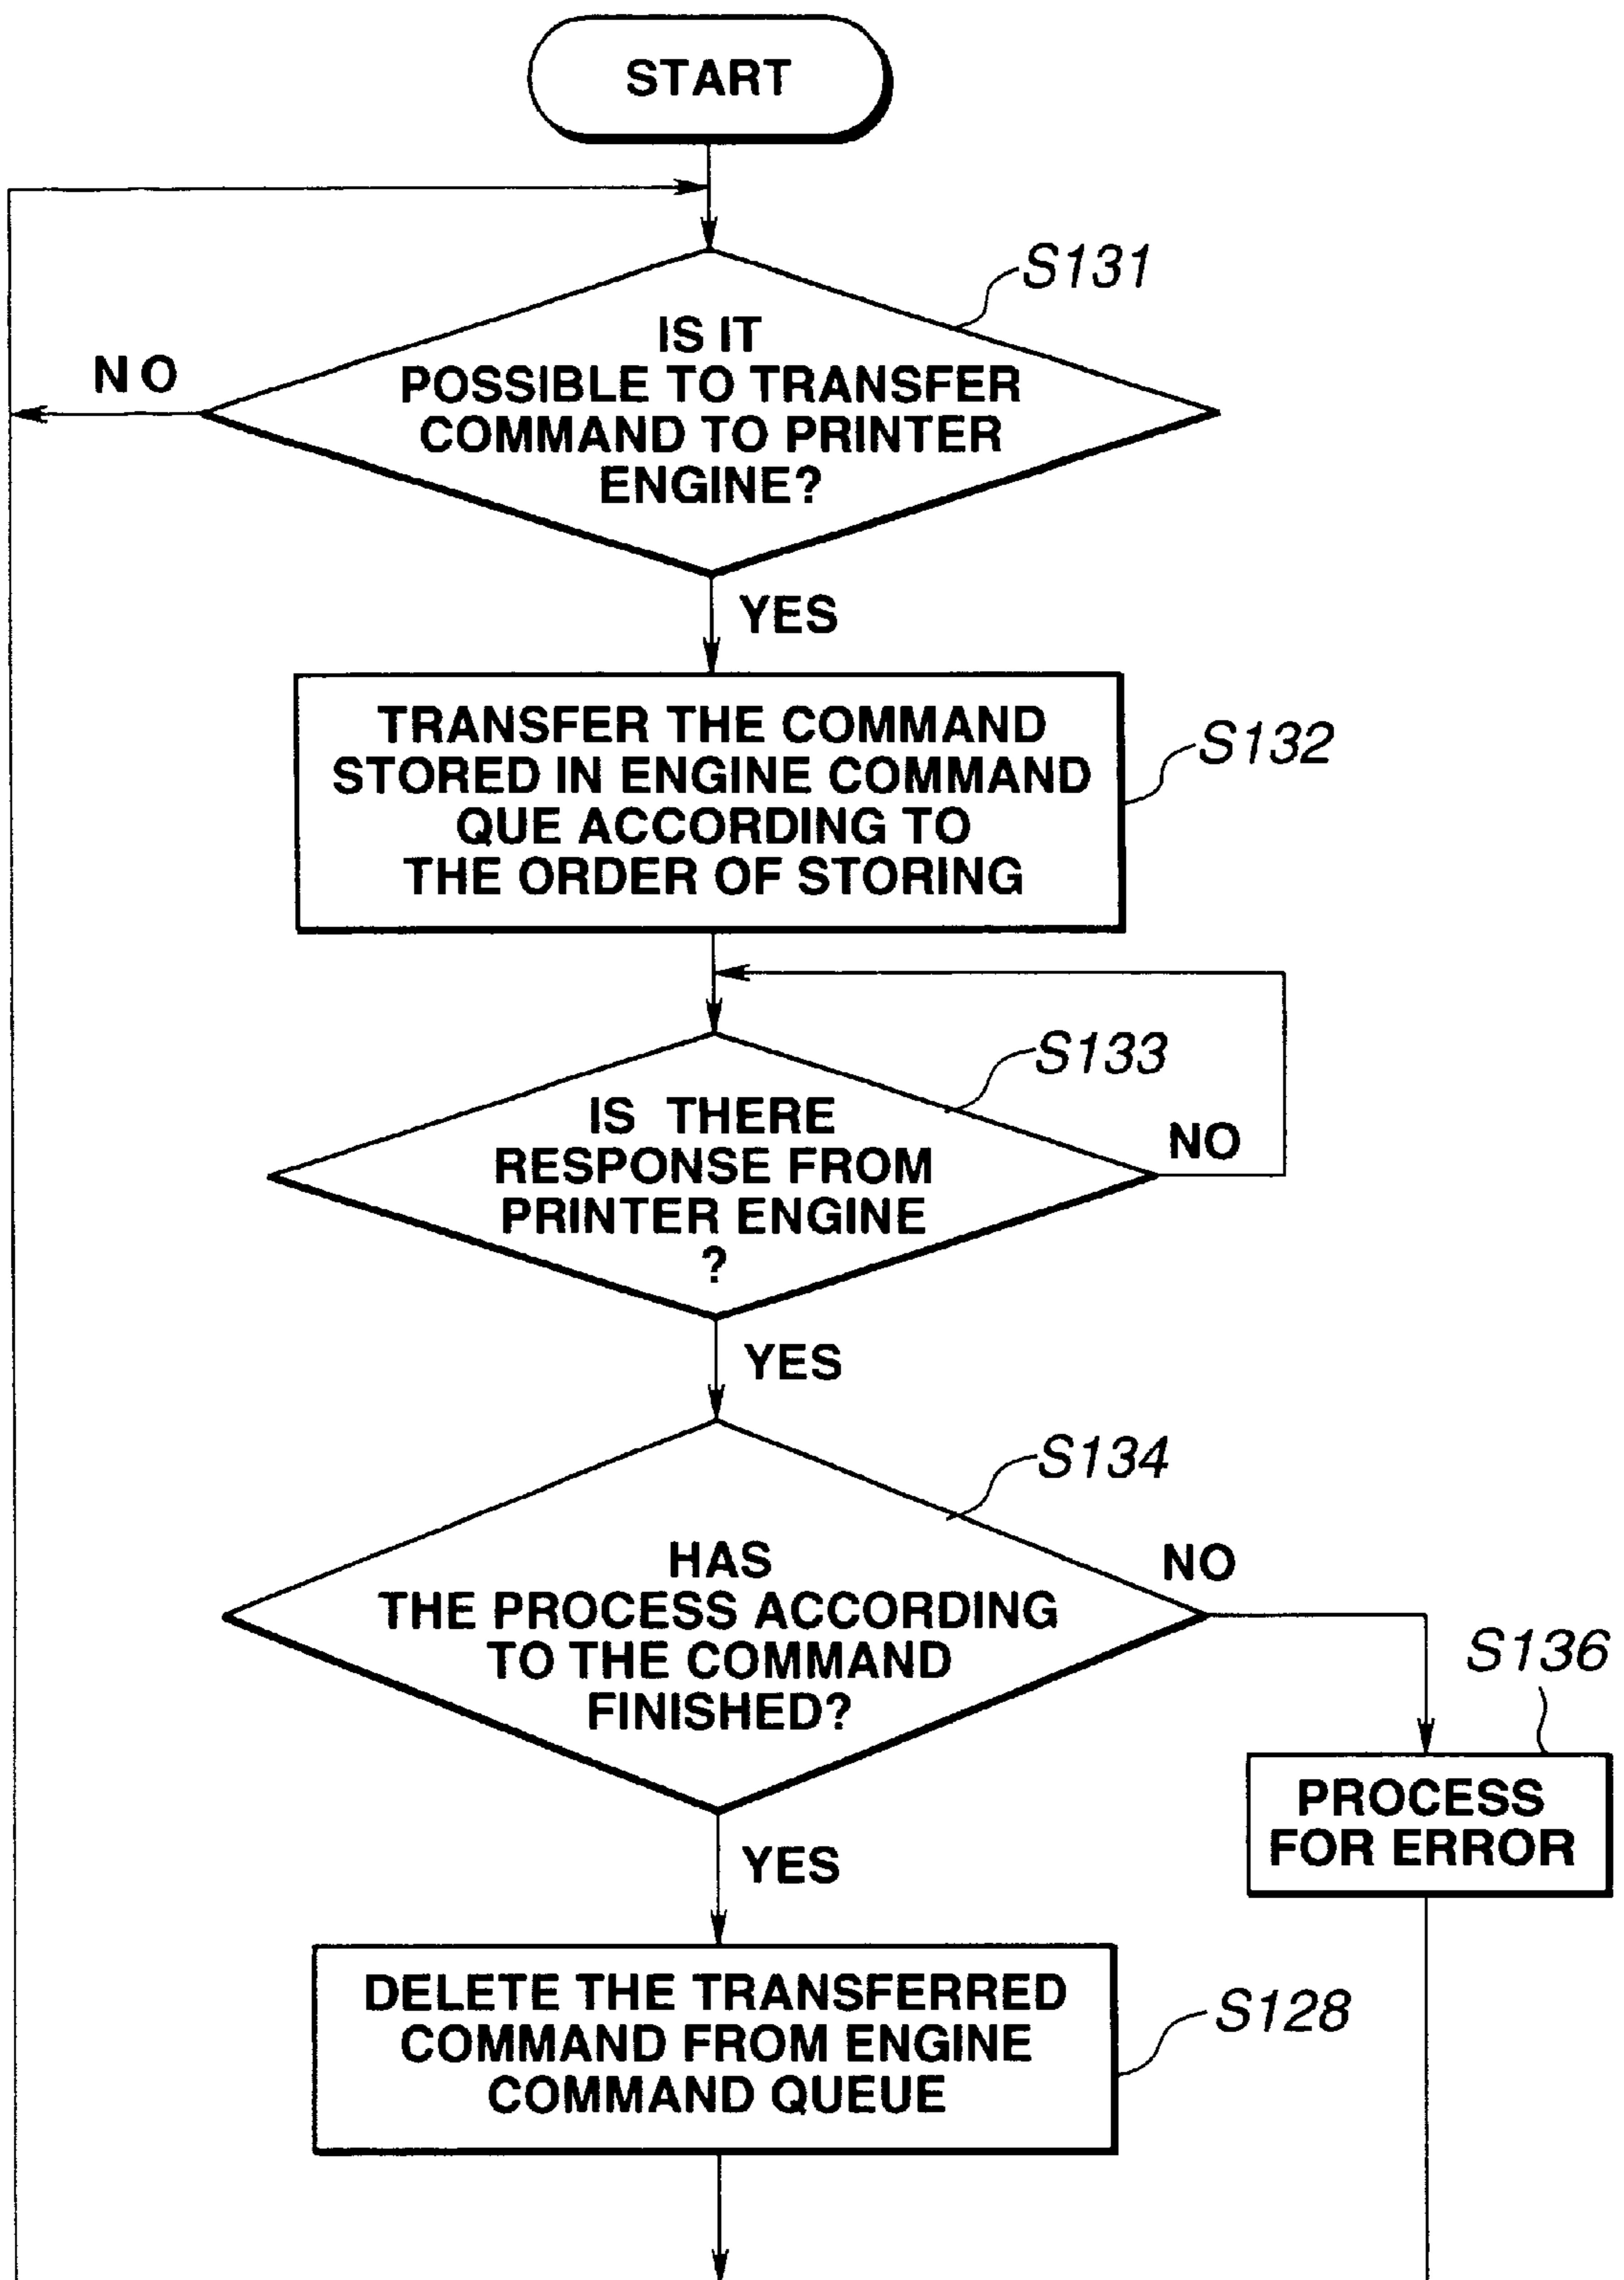 START
S131
IS IT
POSSIBLE TO TRANSFER
COMMAND TO PRINTER
ENGINE?
NO
YES
TRANSFER THE COMMAND
STORED IN ENGINE COMMAND
QUE ACCORDING TO
THE ORDER OF STORING
S132
S133
IS THERE
RESPONSE FROM
PRINTER ENGINE
?
NO
YES
S134
HAS
THE PROCESS ACCORDING
TO THE COMMAND
FINISHED?
NO
S136
PROCESS
FOR ERROR
YES
DELETE THE TRANSFERRED
COMMAND FROM ENGINE
COMMAND QUEUE
S128